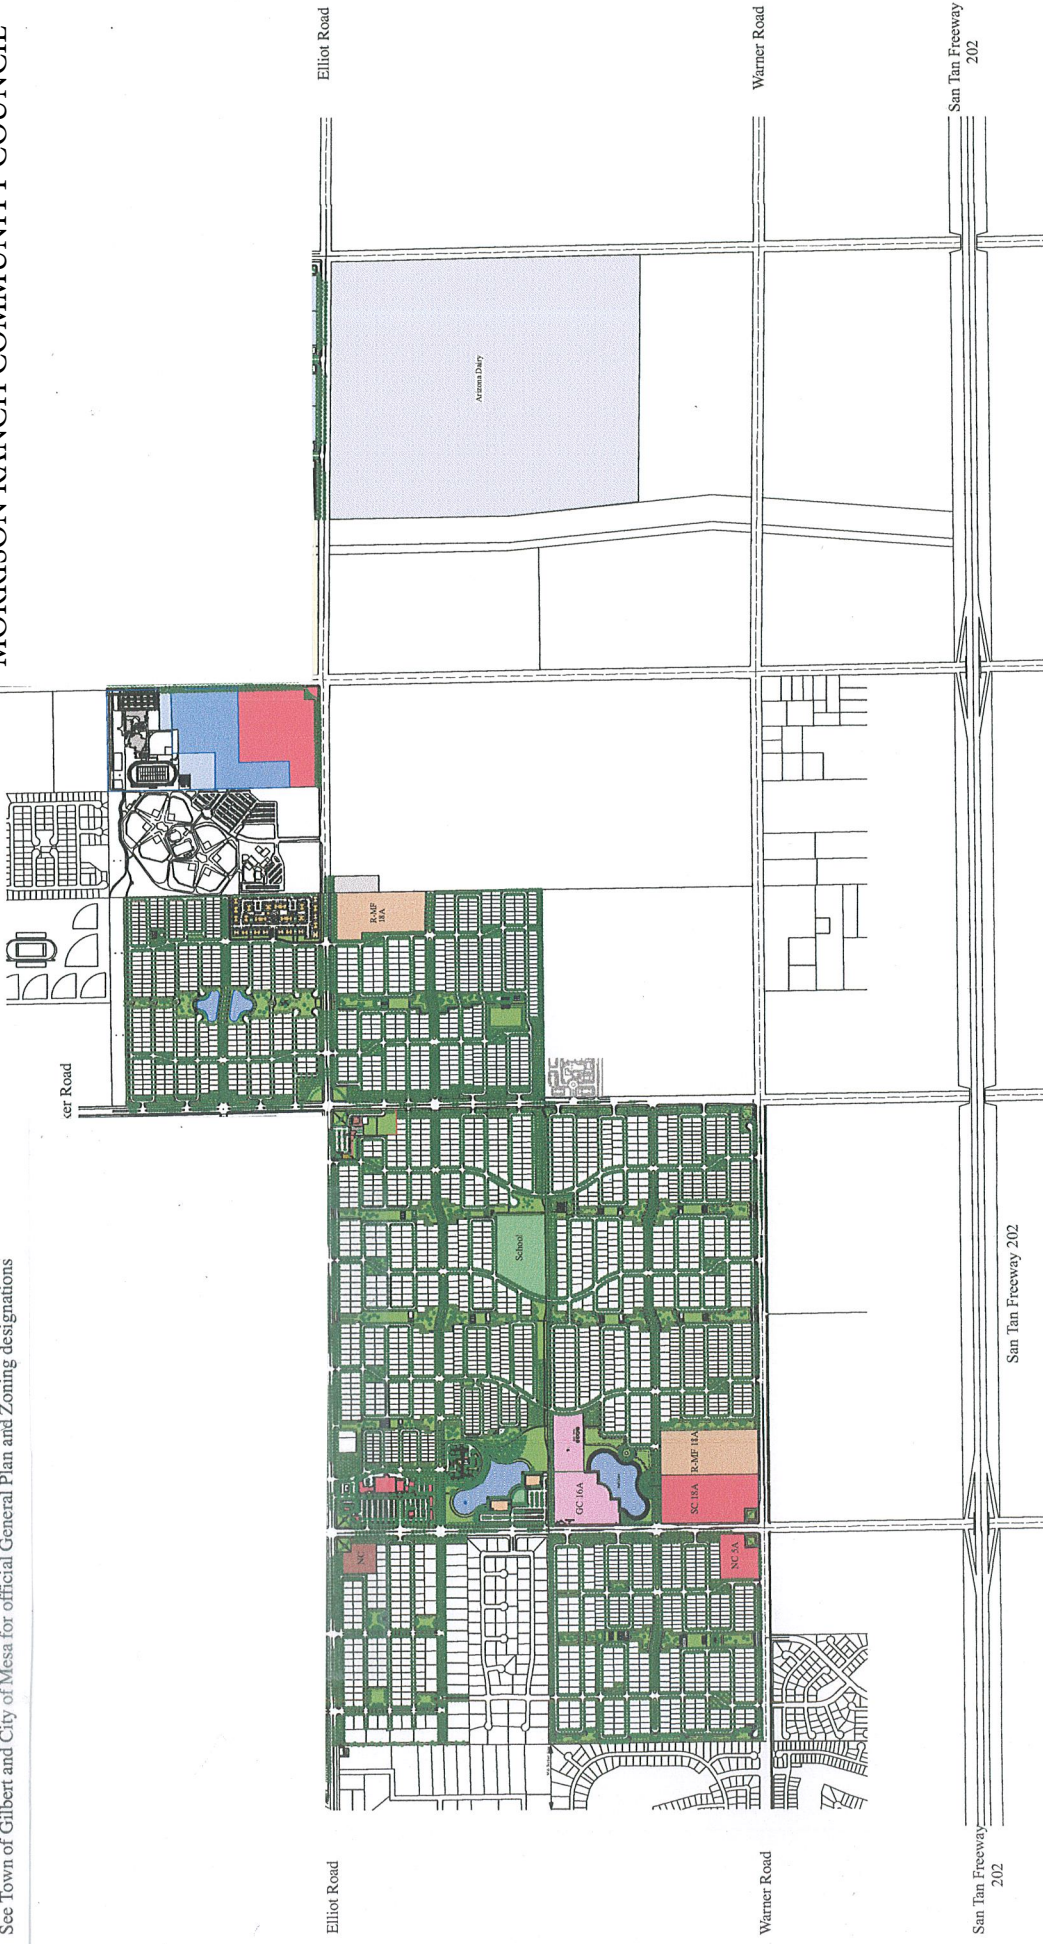 MORRISON RANCH COMMUNITY COUNCIL
See Town of Gilbert and City of Mesa for official General Plan and Zoning designations
Elliot Road
Warner Road
San Tan Freeway
202
ker Road
Arizona Dairy
R-MF
18A
School
GC 16A
R-MF 11A
SC 18A
NC
NC 5A
San Tan Freeway 202
Elliot Road
Warner Road
San Tan Freeway
202